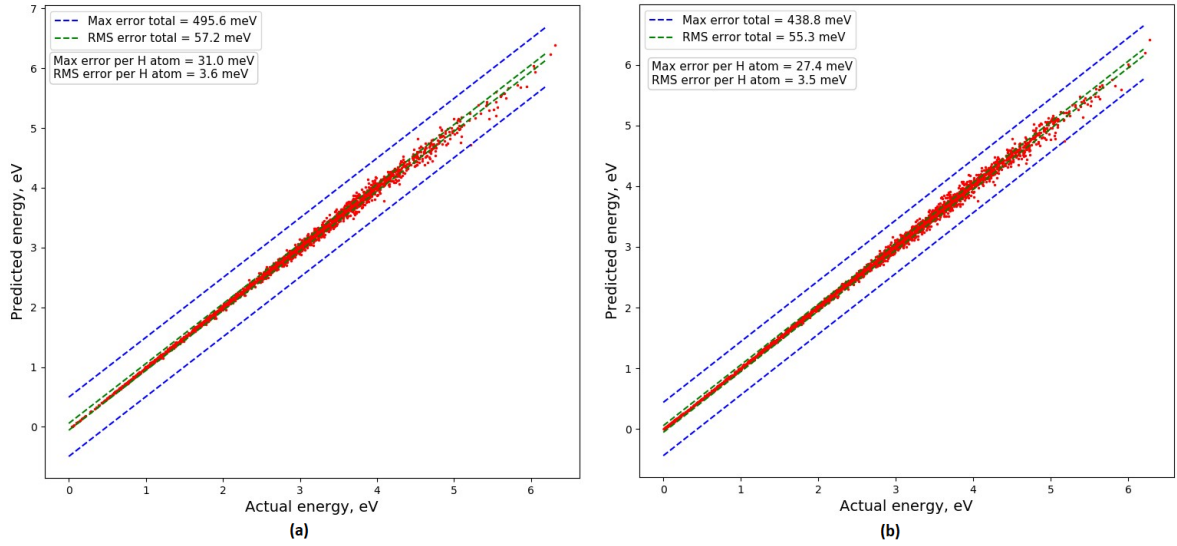 Max error total = 495.6 meV
RMS error total = 57.2 meV
Max error per H atom = 31.0 meV
RMS error per H atom = 3.6 meV
7
6
5
4
3
2
1
0
Predicted energy, eV
0 1 2 3 4 5 6
Actual energy, eV
(a)
Max error total = 438.8 meV
RMS error total = 55.3 meV
Max error per H atom = 27.4 meV
RMS error per H atom = 3.5 meV
6
5
4
3
2
1
0
Predicted energy, eV
0 1 2 3 4 5 6
Actual energy, eV
(b)